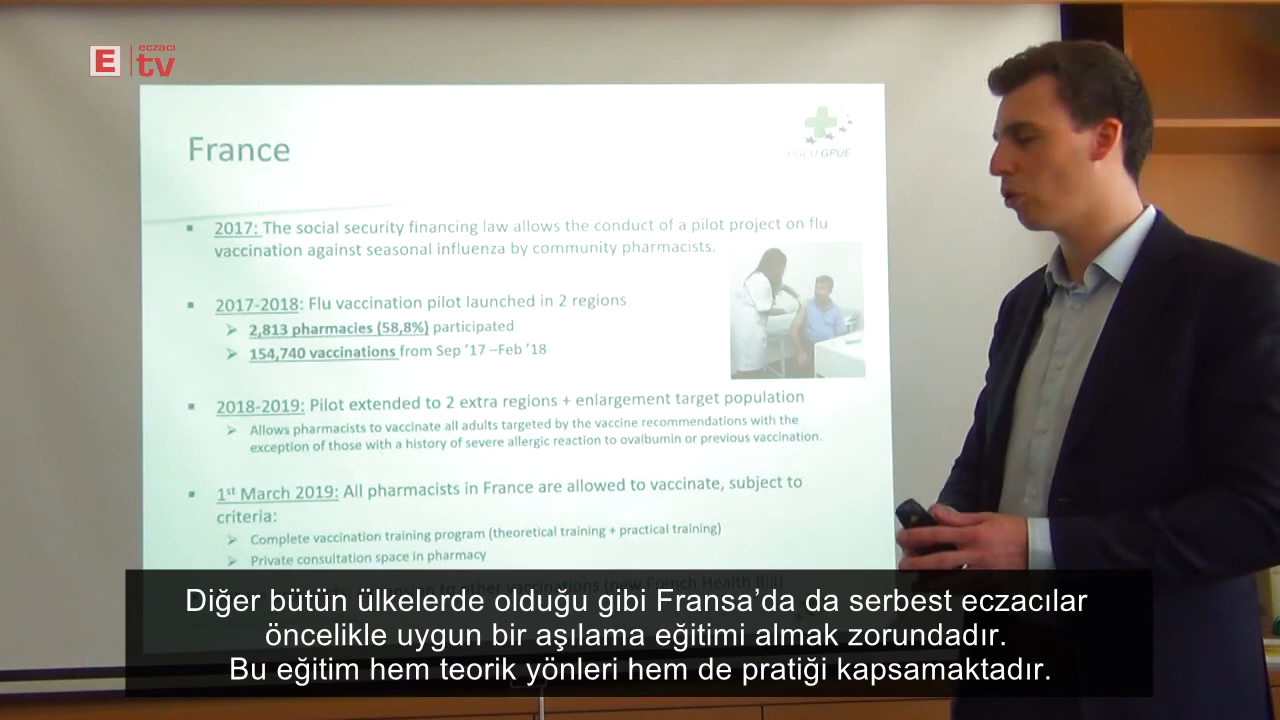 E
eczacı
tv
France
GPUE
2017: The social security financing law allows the conduct of a pilot project on flu
vaccination against seasonal influenza by community pharmacists.
2017-2018: Flu vaccination pilot launched in 2 regions
2,813 pharmacies (58,8%) participated
154,740 vaccinations from Sep ’17 –Feb ’18
2018-2019: Pilot extended to 2 extra regions + enlargement target population
Allows pharmacists to vaccinate all adults targeted by the vaccine recommendations with the
exception of those with a history of severe allergic reaction to ovalbumin or previous vaccination.
1st March 2019: All pharmacists in France are allowed to vaccinate, subject to
criteria:
Complete vaccination training program (theoretical training + practical training)
Private consultation space in pharmacy
to other vaccinations (new French Health Bill)
Diğer bütün ülkelerde olduğu gibi Fransa’da da serbest eczacılar
öncelikle uygun bir aşılama eğitimi almak zorundadır.
Bu eğitim hem teorik yönleri hem de pratiği kapsamaktadır.